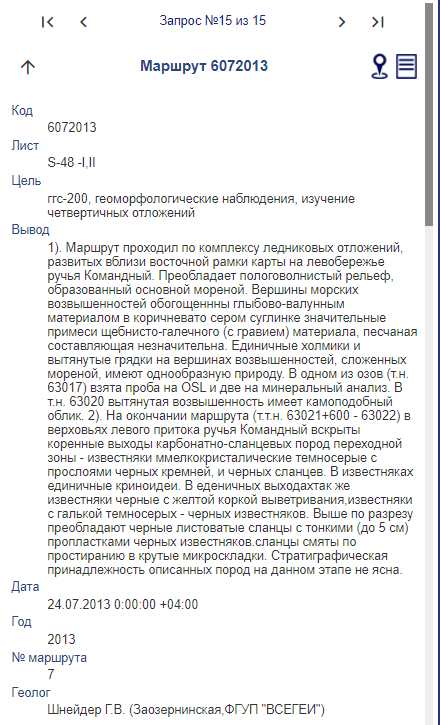 Запрос №15 из 15
Маршрут 6072013
Код
6072013
Лист
S-48 -I,II
Цель
ггс-200, геоморфологические наблюдения, изучение
четвертичных отложений
Вывод
1). Маршрут проходил по комплексу ледниковых отложений,
развитых вблизи восточной рамки карты на левобережье
ручья Командный. Преобладает пологоволнистый рельеф,
образованный основной мореной. Вершины морских
возвышенностей обогощеннны глыбово-валунным
материалом в коричневато сером суглинке значительные
примеси щебнисто-галечного (с гравием) материала, песчаная
составляющая незначительна. Единичные холмики и
вытянутые грядки на вершинах возвышенностей, сложенных
мореной, имеют однообразную природу. В одном из озов (т.н.
63017) взята проба на OSL и две на минеральный анализ. В
т.н. 63020 вытянутая возвышенность имеет камоподобный
облик. 2). На окончании маршрута (т.т.н. 63021+600 - 63022) в
верховьях левого притока ручья Командный вскрыты
коренные выходы карбонатно-сланцевых пород переходной
зоны - известняки ммелкокристалические темносерые с
прослоями черных кремней, и черных сланцев. В известняках
единичные криноидеи. В еденичных выходахтак же
известняки черные с желтой коркой выветривания,известняки
с галькой темносерых - черных известняков. Выше по разрезу
преобладают черные листоватые сланцы с тонкими (до 5 см)
пропластками черных известняков.сланцы смяты по
простиранию в крутые микроскладки. Стратиграфическая
принадлежность описанных пород на данном этапе не ясна.
Дата
24.07.2013 0:00:00 +04:00
Год
2013
№ маршрута
7
Геолог
Шнейдер Г.В. (Заозернинская,ФГУП "ВСЕГЕИ")